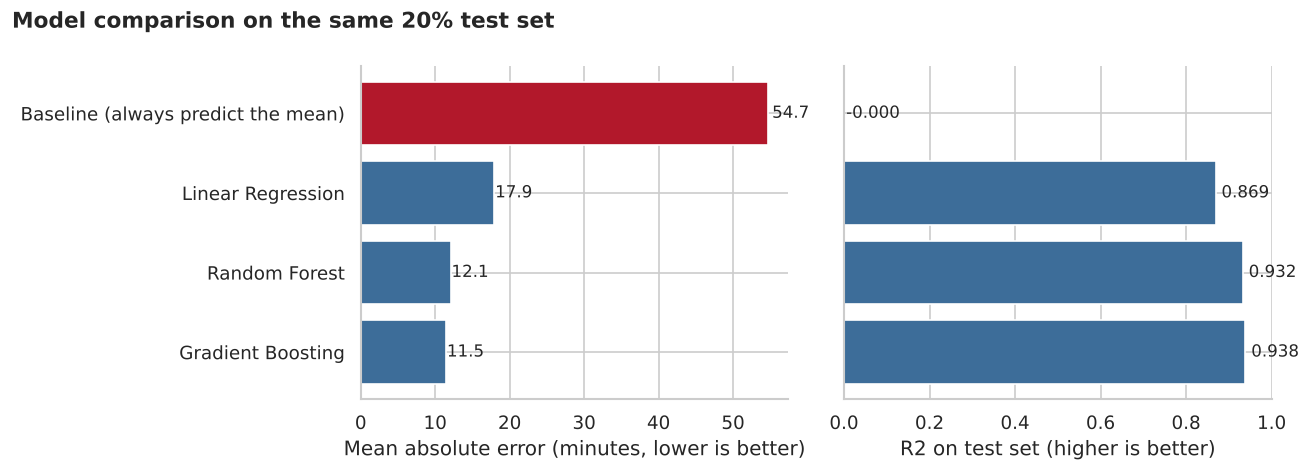 Model comparison on the same 20% test set
Baseline (always predict the mean)
54.7
-0.000
Linear Regression
17.9
0.869
Random Forest
12.1
0.932
Gradient Boosting
11.5
0.938
0 10 20 30 40 50
0.0 0.2 0.4 0.6 0.8 1.0
Mean absolute error (minutes, lower is better)
R2 on test set (higher is better)